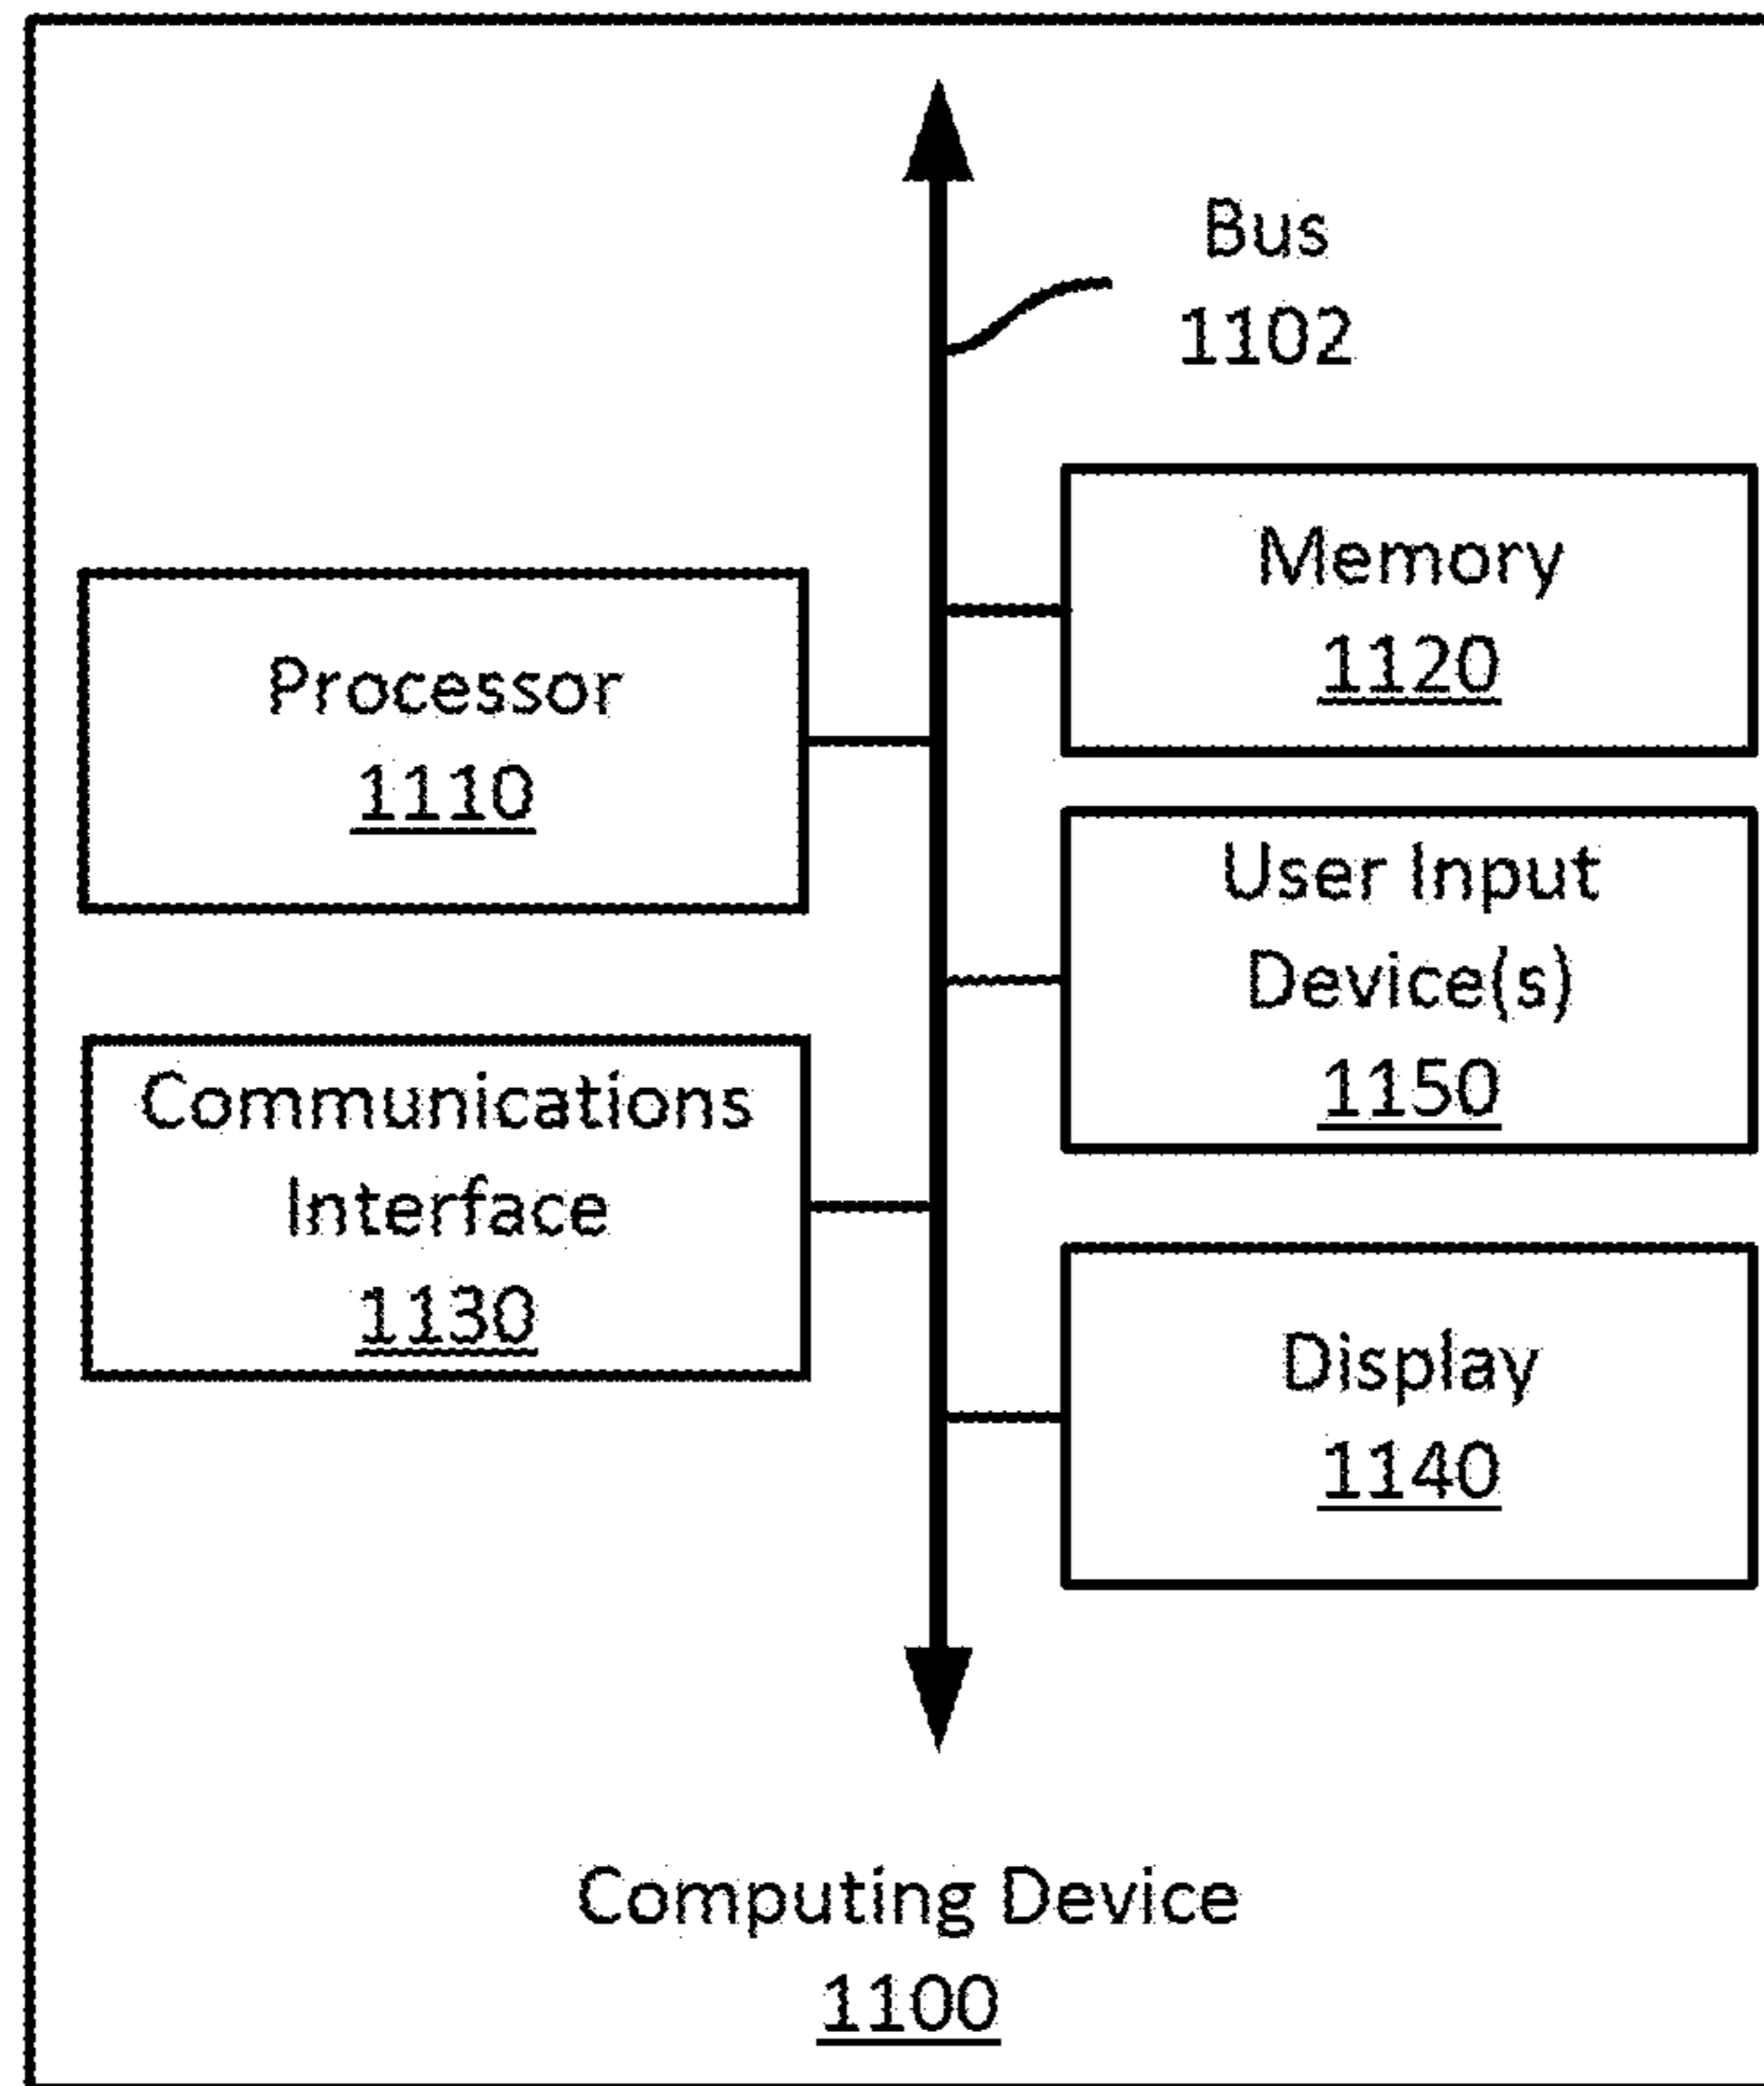 Bus
1102
Memory
1120
Processor
1110
User Input
Device(s)
1150
Communications
Interface
1130
Display
1140
Computing Device
1100